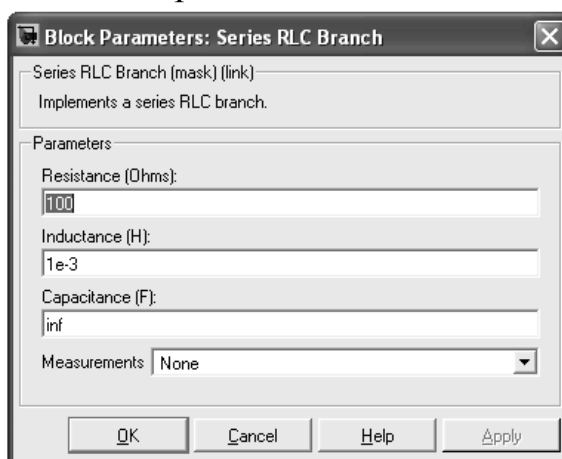 Block Parameters: Series RLC Branch
Series RLC Branch (mask) (link)
Implements a series RLC branch.
Parameters
Resistance (Ohms):
100
Inductance (H):
1e-3
Capacitance (F):
inf
Measurements None
OK Cancel Help Apply